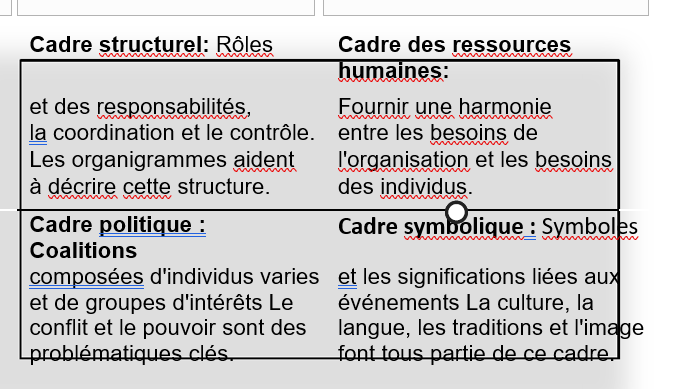 Cadre structurel: Rôles
et des responsabilités,
la coordination et le contrôle.
Les organigrammes aident
à décrire cette structure.
Cadre des ressources
humaines:
Fournir une harmonie
entre les besoins de
l'organisation et les besoins
des individus.
Cadre politique :
Coalitions
composées d'individus varies
et de groupes d'intérêts Le
conflit et le pouvoir sont des
problématiques clés.
Cadre symbolique : Symboles
et les significations liées aux
événements La culture, la
langue, les traditions et l'image
font tous partie de ce cadre.